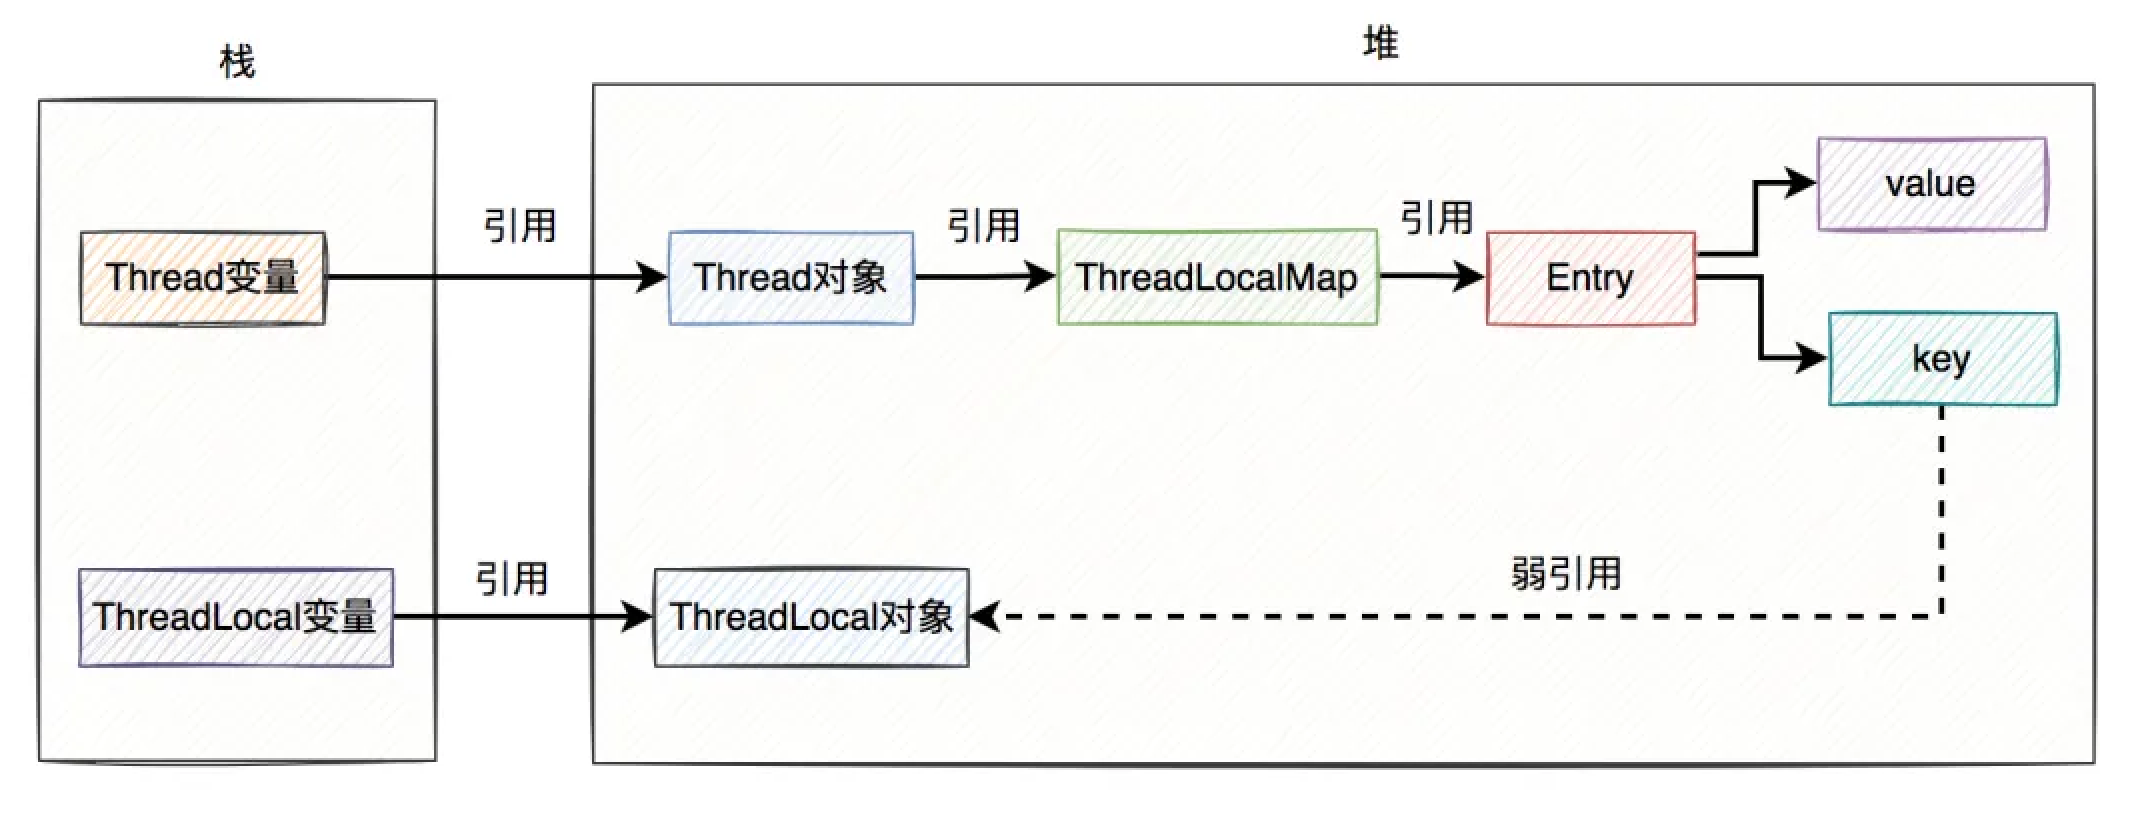 栈
堆
引用
引用
引用
value
Thread变量
Thread对象
ThreadLocalMap
Entry
key
引用
弱引用
ThreadLocal变量
ThreadLocal对象